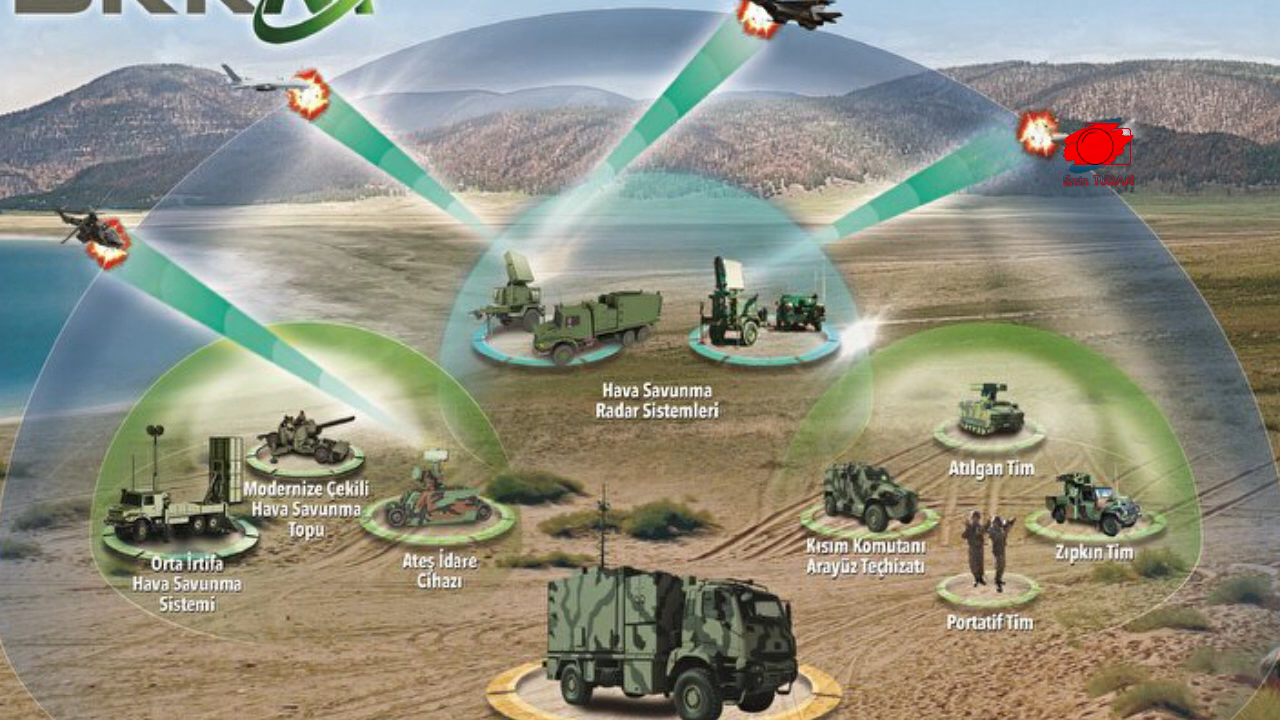 Hava Savunma
Radar Sistemleri
Atılgan Tim
Modernize Çekili
Hava Savunma
Topu
Orta İrtifa
Hava Savunma
Sistemi
Ateş İdare
Cihazı
Kısım Komutanı
Arayüz Teçhizatı
Zıpkın Tim
Portatif Tim